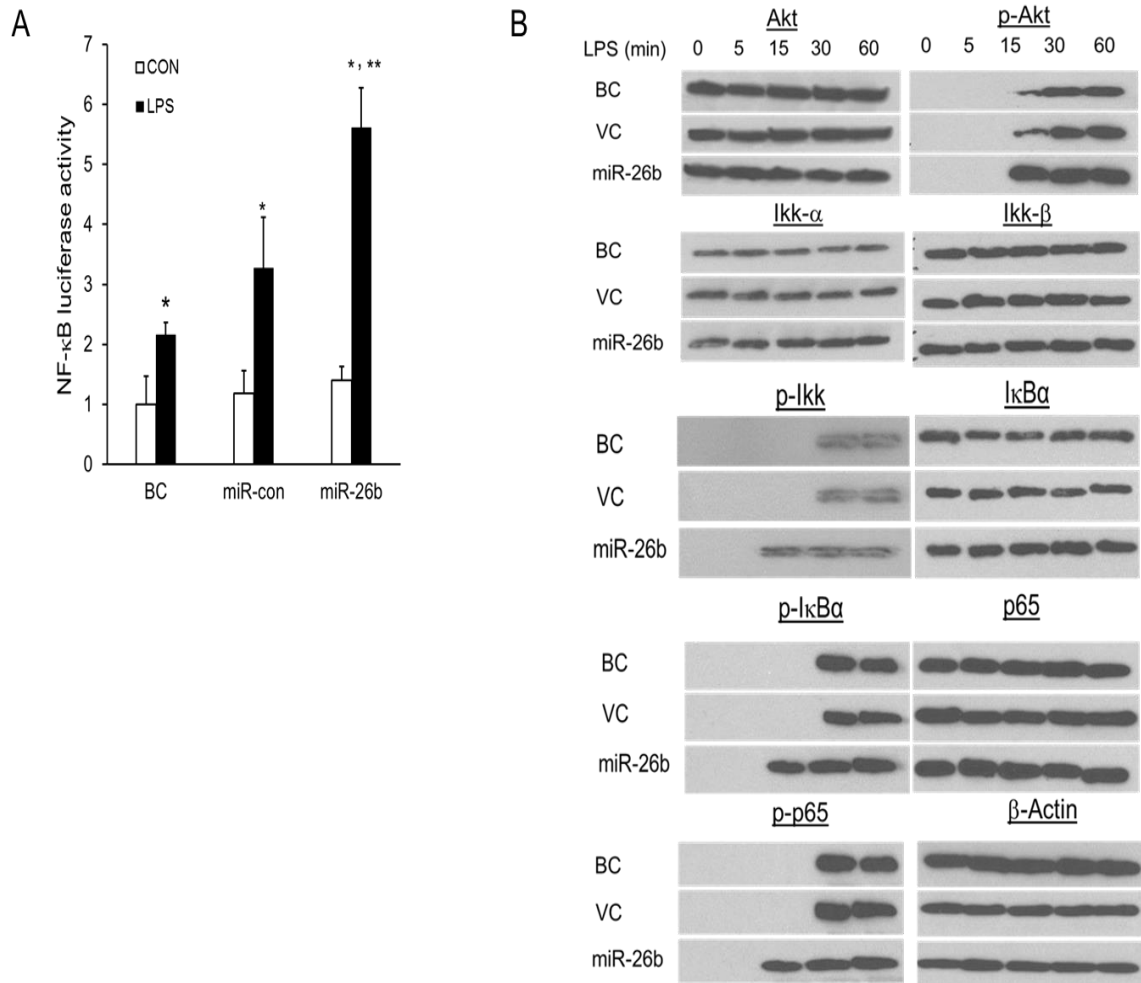 A
7
6
5
4
3
2
1
0
NF-κB luciferase activity
CON
LPS
*
*
*, **
BC miR-con miR-26b
B
Akt p-Akt
LPS (min) 0 5 15 30 60 0 5 15 30 60
BC
VC
miR-26b
Ikk-α Ikk-β
BC
VC
miR-26b
p-Ikk IκBα
BC
VC
miR-26b
p-IκBα p65
BC
VC
miR-26b
p-p65 β-Actin
BC
VC
miR-26b